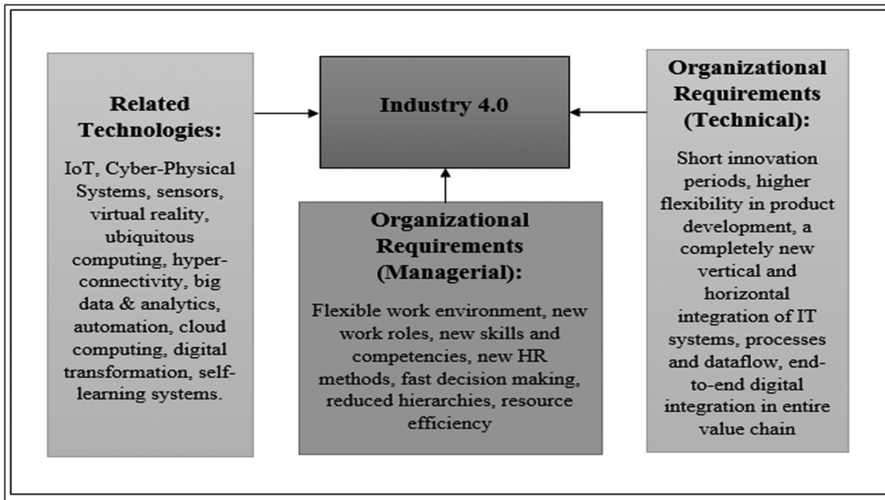 Related
Technologies:
IoT, Cyber-Physical
Systems, sensors,
virtual reality,
ubiquitous
computing, hyper-
connectivity, big
data & analytics,
automation, cloud
computing, digital
transformation, self-
learning systems.
Industry 4.0
Organizational
Requirements
(Managerial):
Flexible work environment, new
work roles, new skills and
competencies, new HR
methods, fast decision making,
reduced hierarchies, resource
efficiency
Organizational
Requirements
(Technical):
Short innovation
periods, higher
flexibility in product
development, a
completely new
vertical and
horizontal
integration of IT
systems, processes
and dataflow, end-
to-end digital
integration in entire
value chain